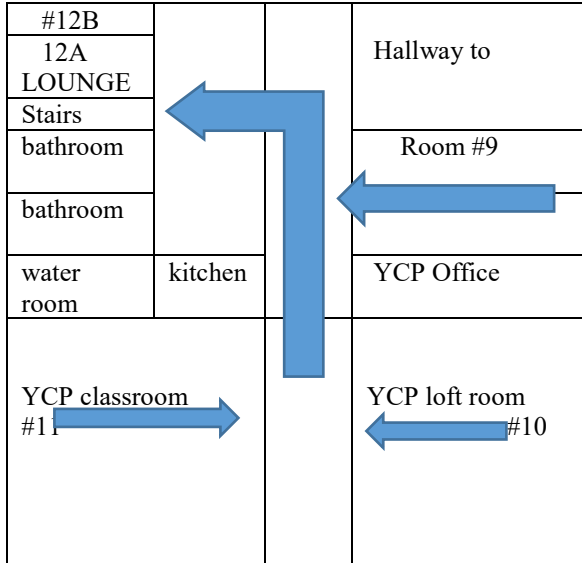 #12B
12A
LOUNGE
Hallway to
Stairs
bathroom
Room #9
bathroom
water
room
kitchen
YCP Office
YCP classroom
#11
YCP loft room
#10